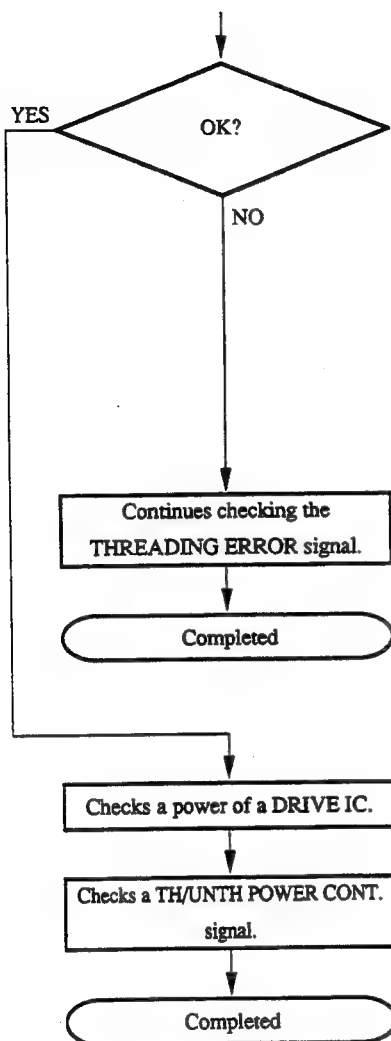 OK?
YES
NO
Continues checking the
THREADING ERROR signal.
Completed
Checks a power of a DRIVE IC.
Checks a TH/UNTH POWER CONT.
signal.
Completed